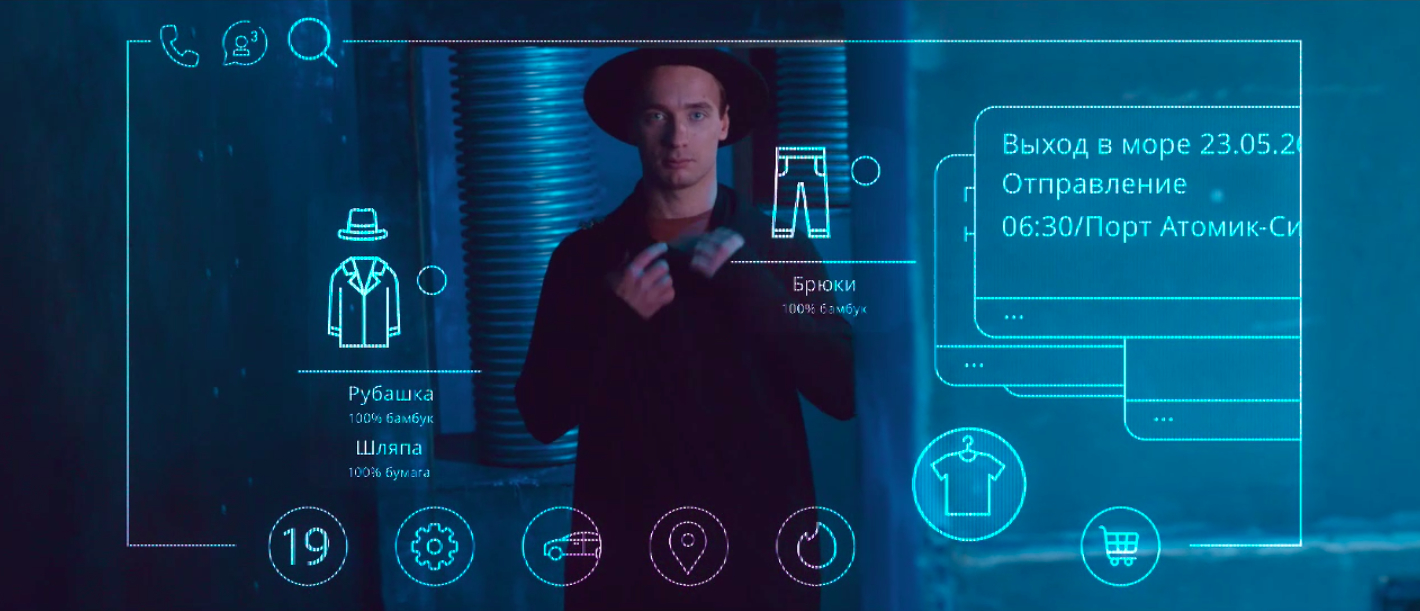 3
Выход в море 23.05.2
Отправление
06:30/Порт Атомик-Си
Брюки
100% бамбук
Рубашка
100% бамбук
Шляпа
100% бумага
19